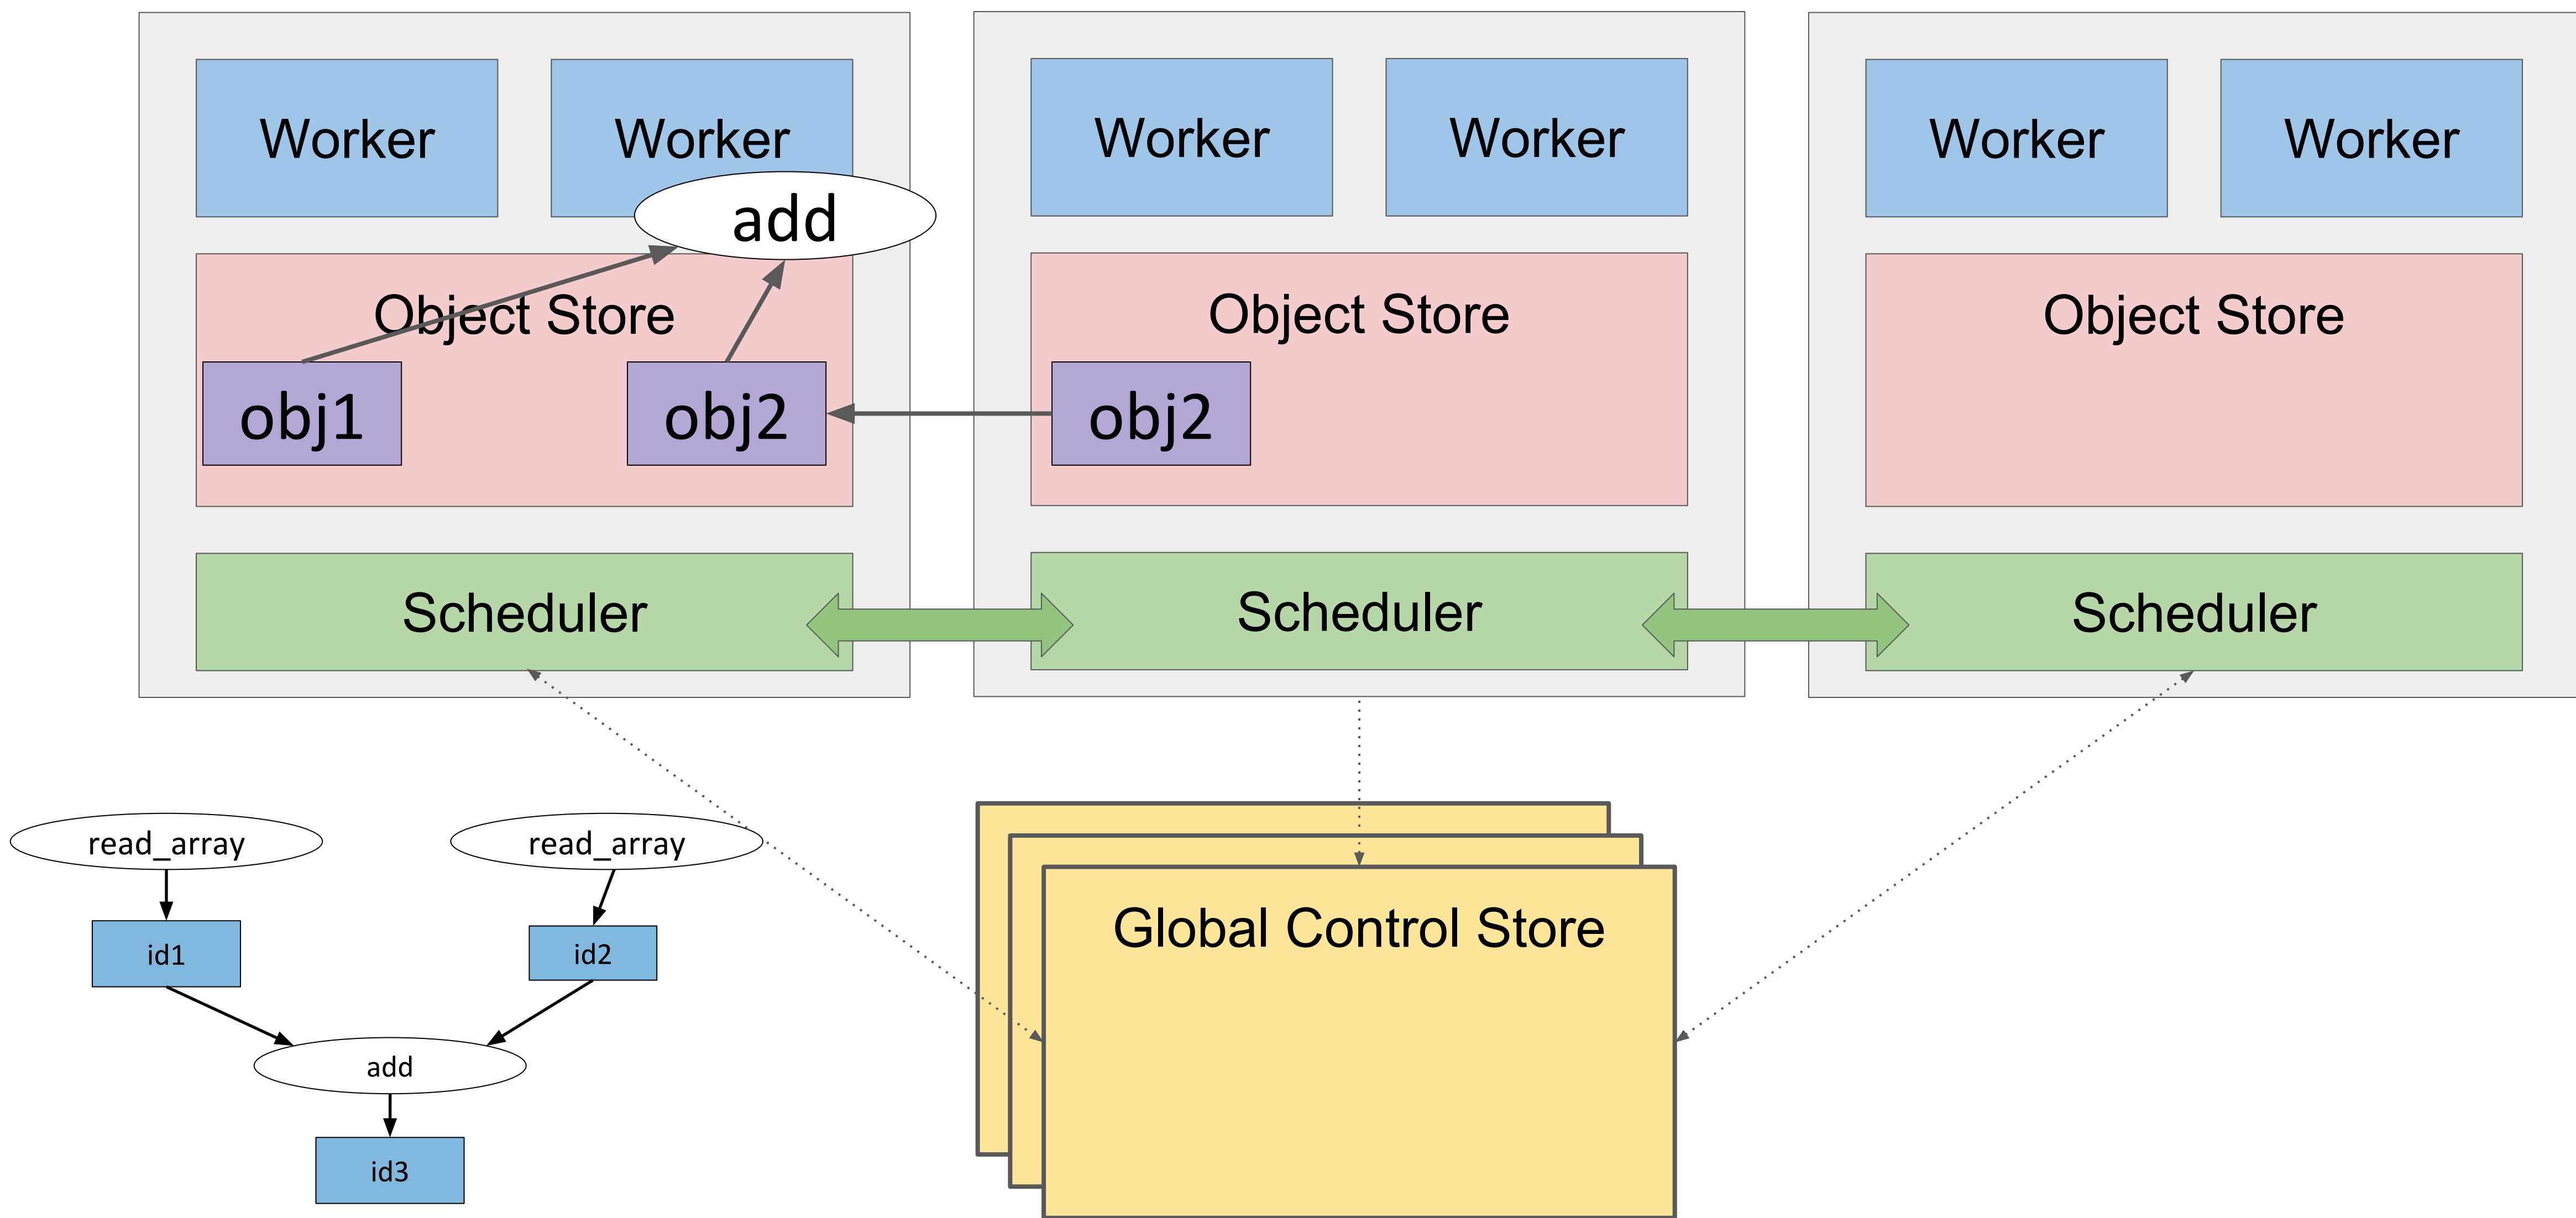 Worker
Worker
Worker
Worker
Worker
Worker
add
Object Store
Object Store
Object Store
obj1
obj2
obj2
Scheduler
Scheduler
Scheduler
read_array
read_array
id1
id2
add
id3
Global Control Store